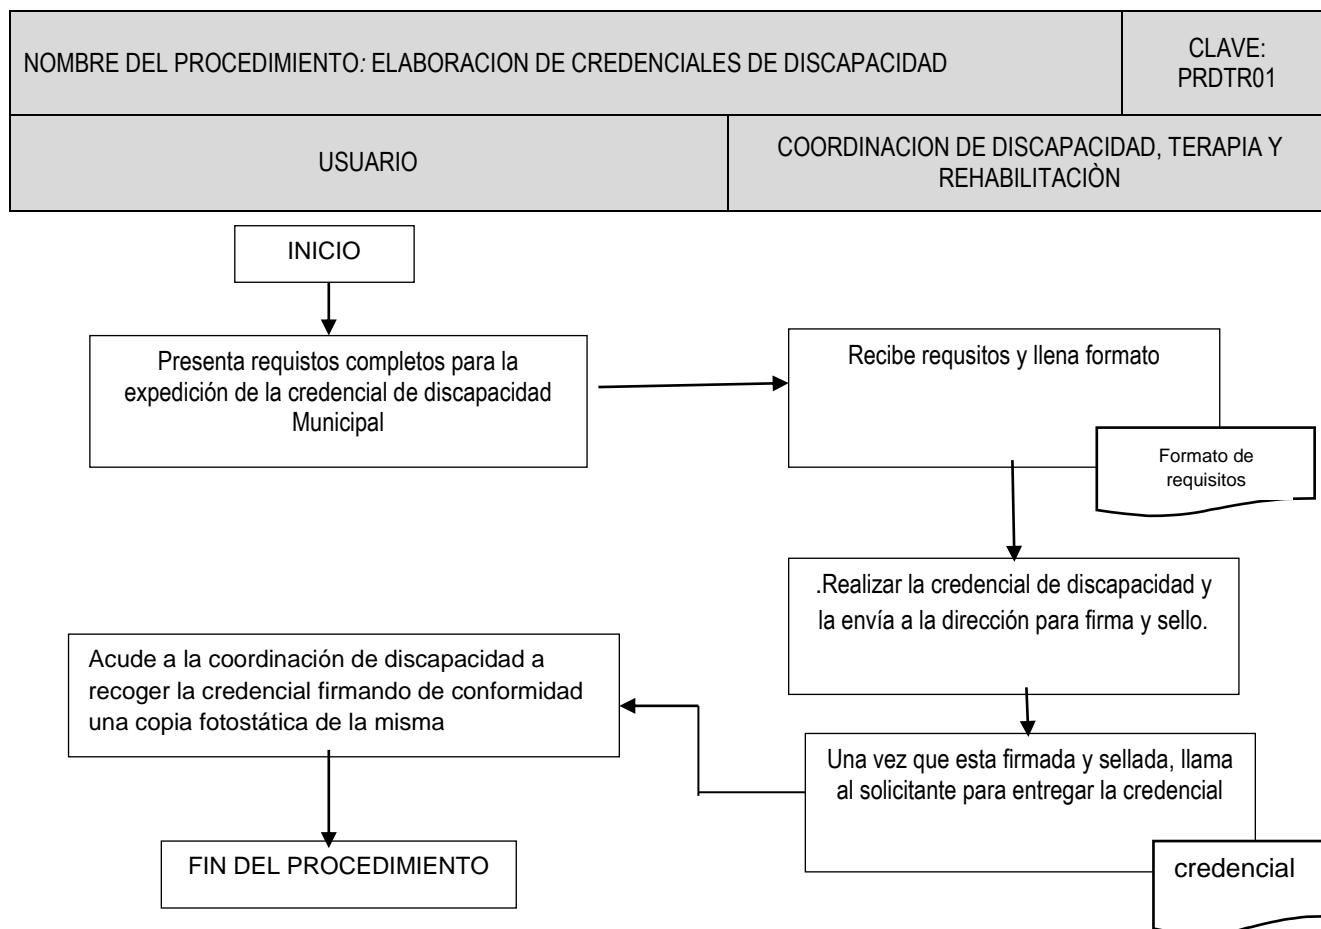 NOMBRE DEL PROCEDIMIENTO: ELABORACION DE CREDENCIALES DE DISCAPACIDAD
CLAVE:
PRDTR01
USUARIO
COORDINACION DE DISCAPACIDAD, TERAPIA Y
REHABILITACIÒN
INICIO
Presenta requistos completos para la
expedición de la credencial de discapacidad
Municipal
Recibe requsitos y llena formato
Formato de
requisitos
.Realizar la credencial de discapacidad y
la envía a la dirección para firma y sello.
Una vez que esta firmada y sellada, llama
al solicitante para entregar la credencial
credencial
Acude a la coordinación de discapacidad a
recoger la credencial firmando de conformidad
una copia fotostática de la misma
FIN DEL PROCEDIMIENTO